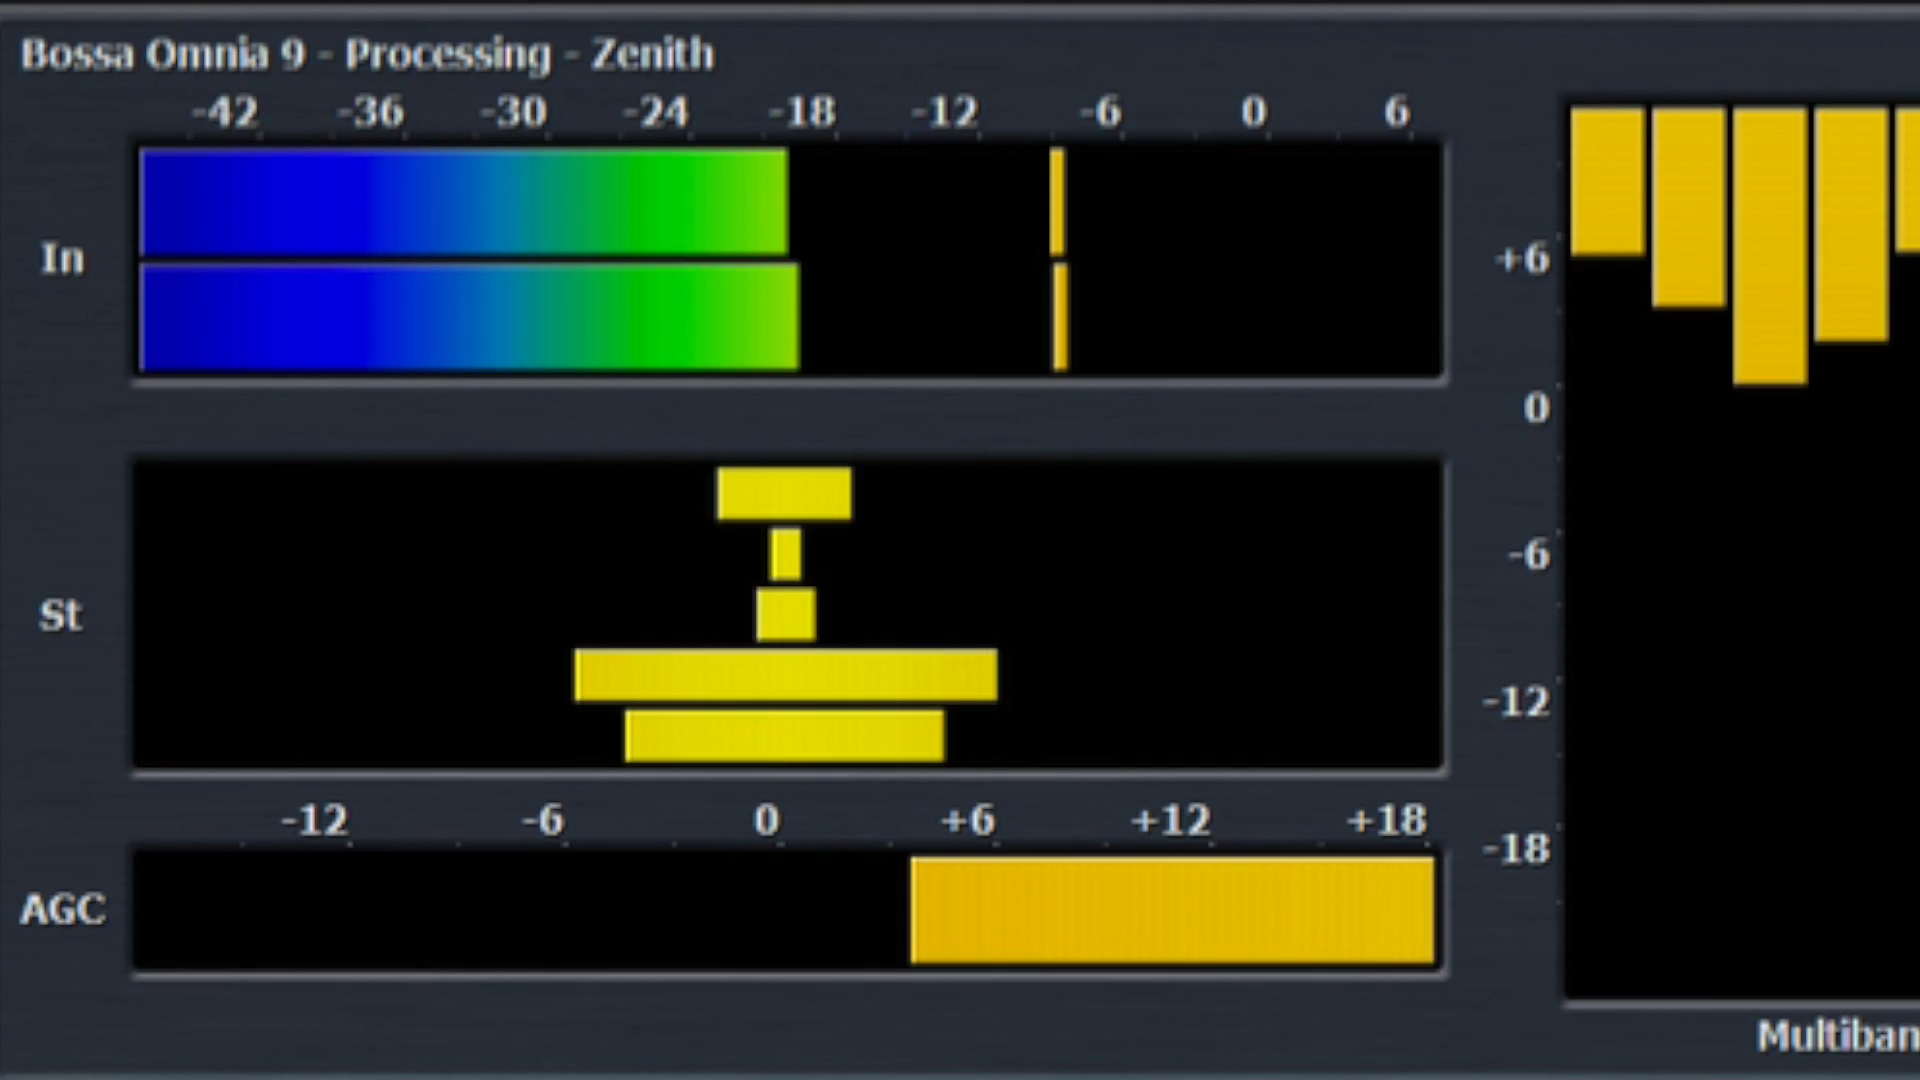 Bossa Omnia 9 - Processing - Zenith
-42 -36 -30 -24 -18 -12 -6 0 6
In
St
-12 -6 0 +6 +12 +18
AGC
+6
0
-6
-12
-18
Multiban